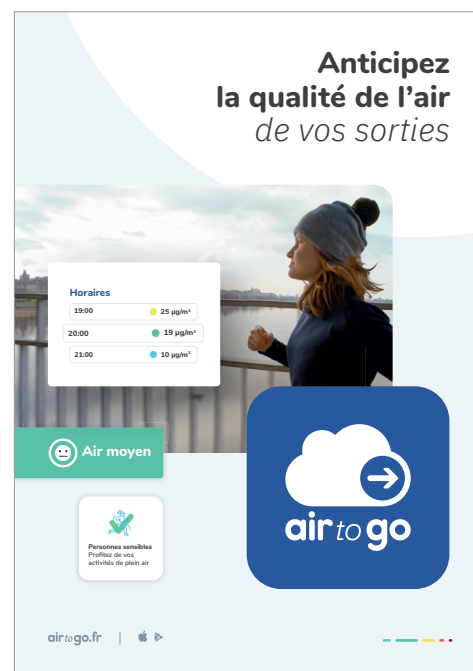 Anticipez
la qualité de l'air
de vos sorties
Horaires
19:00 25 µg/m³
20:00 19 µg/m³
21:00 10 µg/m³
Air moyen
air to go
Personnes sensibles
Profitez de vos
activités de plein air
airtogo.fr